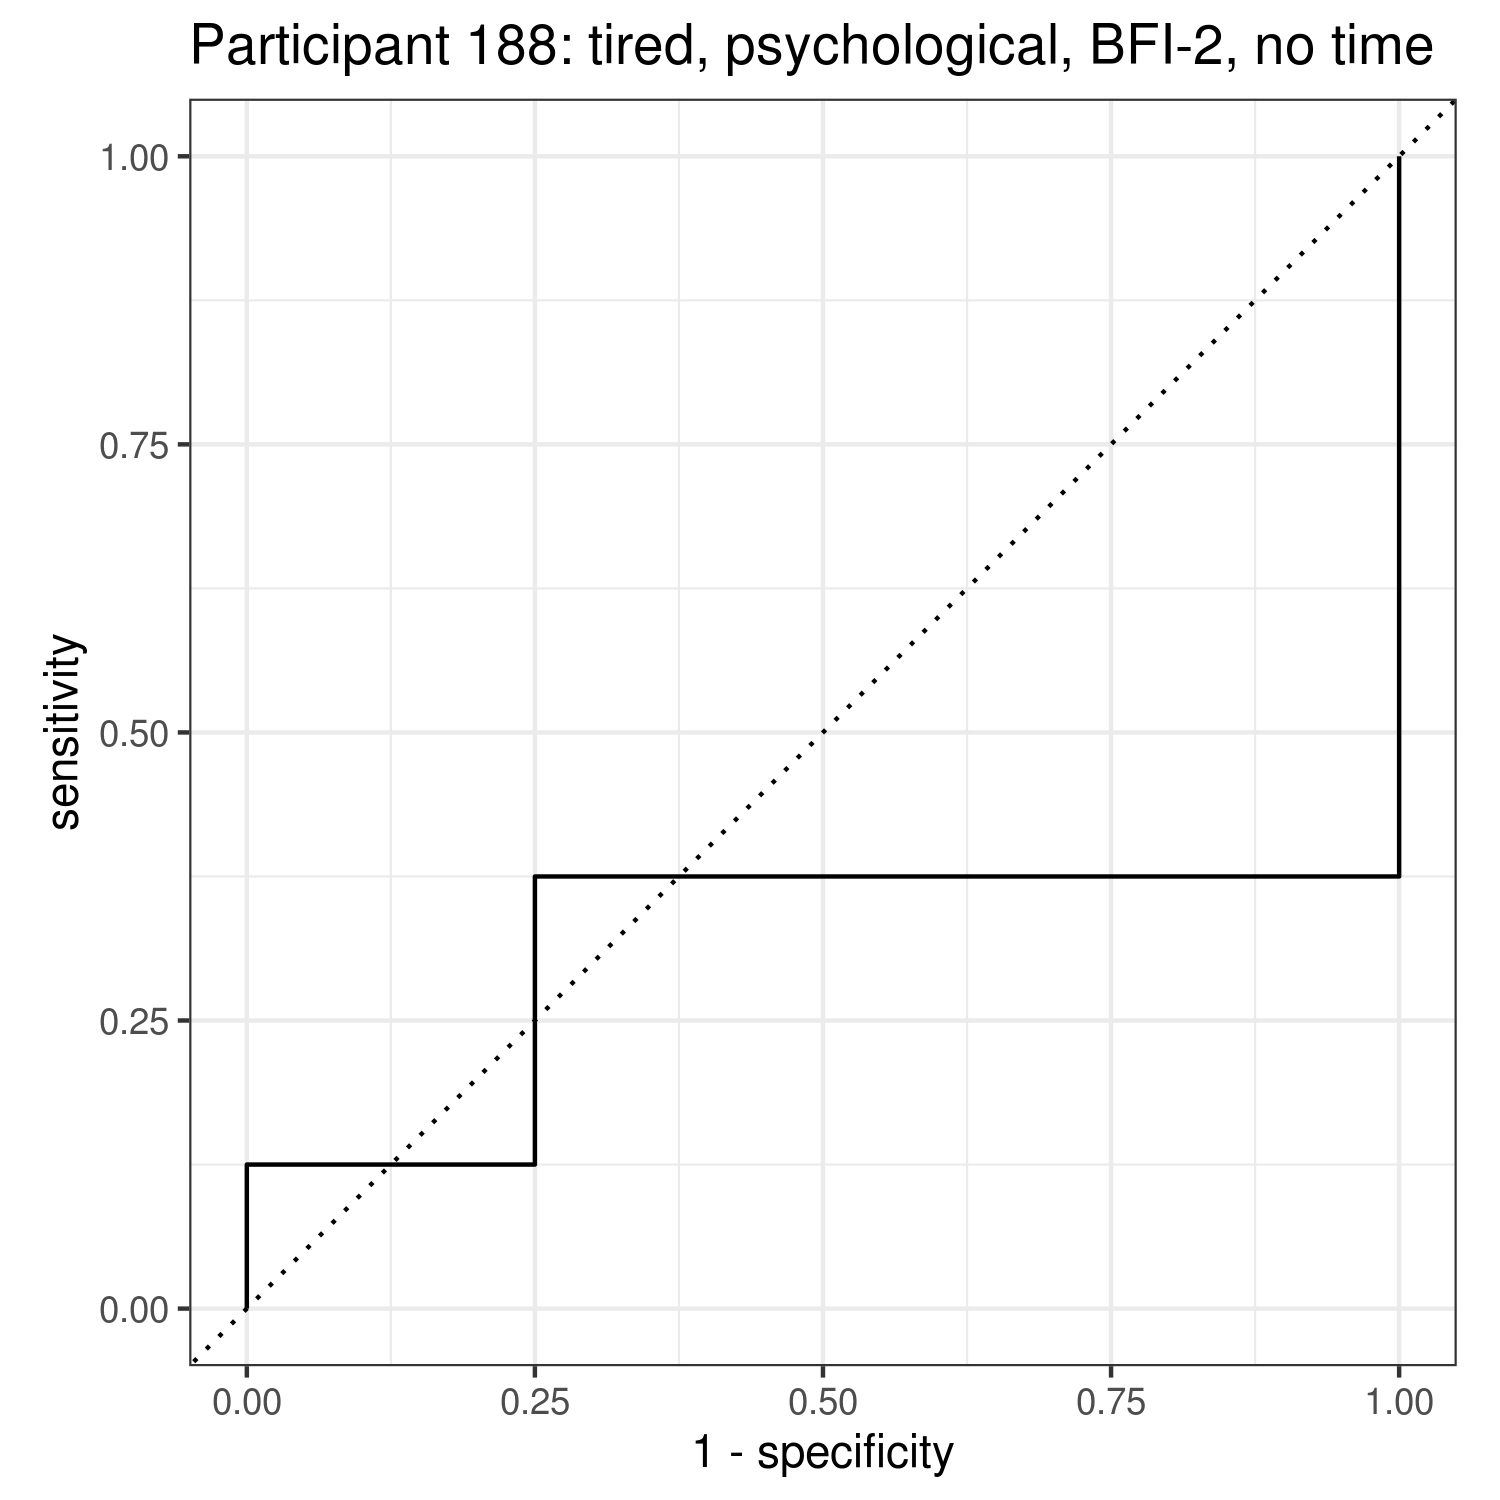 Participant 188: tired, psychological, BFI-2, no time
1.00
0.75
0.50
0.25
0.00
sensitivity
0.00 0.25 0.50 0.75 1.00
1 - specificity